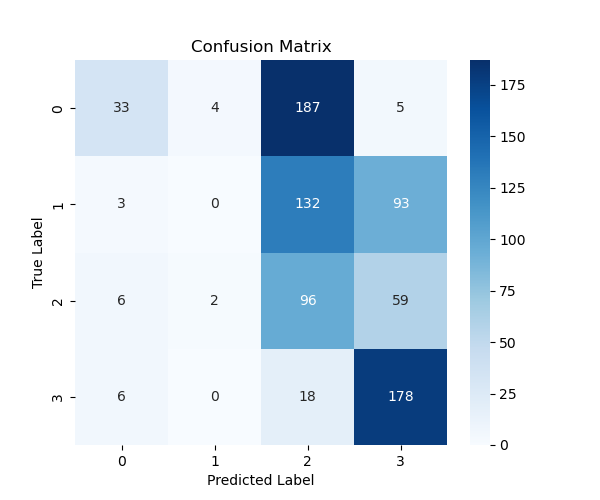 Confusion Matrix
True Label
0 33 4 187 5
1 3 0 132 93
2 6 2 96 59
3 6 0 18 178
0 1 2 3
Predicted Label
175
150
125
100
75
50
25
0